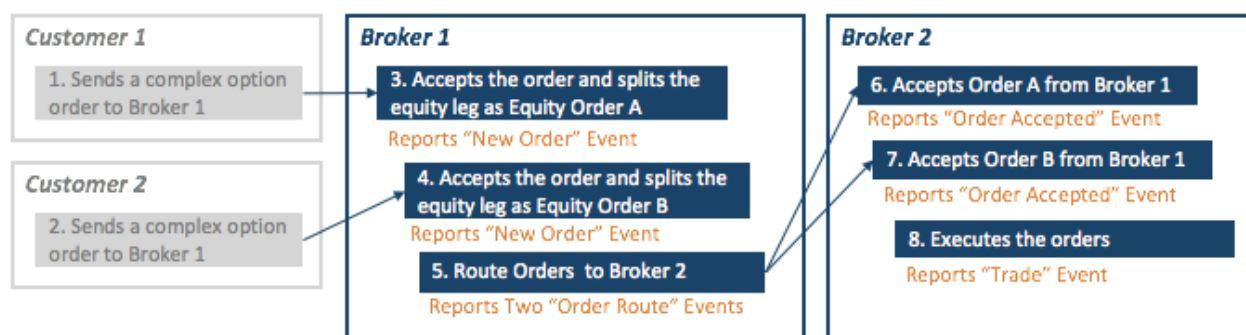 Customer 1
1. Sends a complex option
order to Broker 1
Customer 2
2. Sends a complex option
order to Broker 1
Broker 1
3. Accepts the order and splits the
equity leg as Equity Order A
Reports “New Order” Event
4. Accepts the order and splits the
equity leg as Equity Order B
Reports “New Order” Event
5. Route Orders to Broker 2
Reports Two “Order Route” Events
Broker 2
6. Accepts Order A from Broker 1
Reports “Order Accepted” Event
7. Accepts Order B from Broker 1
Reports “Order Accepted” Event
8. Executes the orders
Reports “Trade” Event